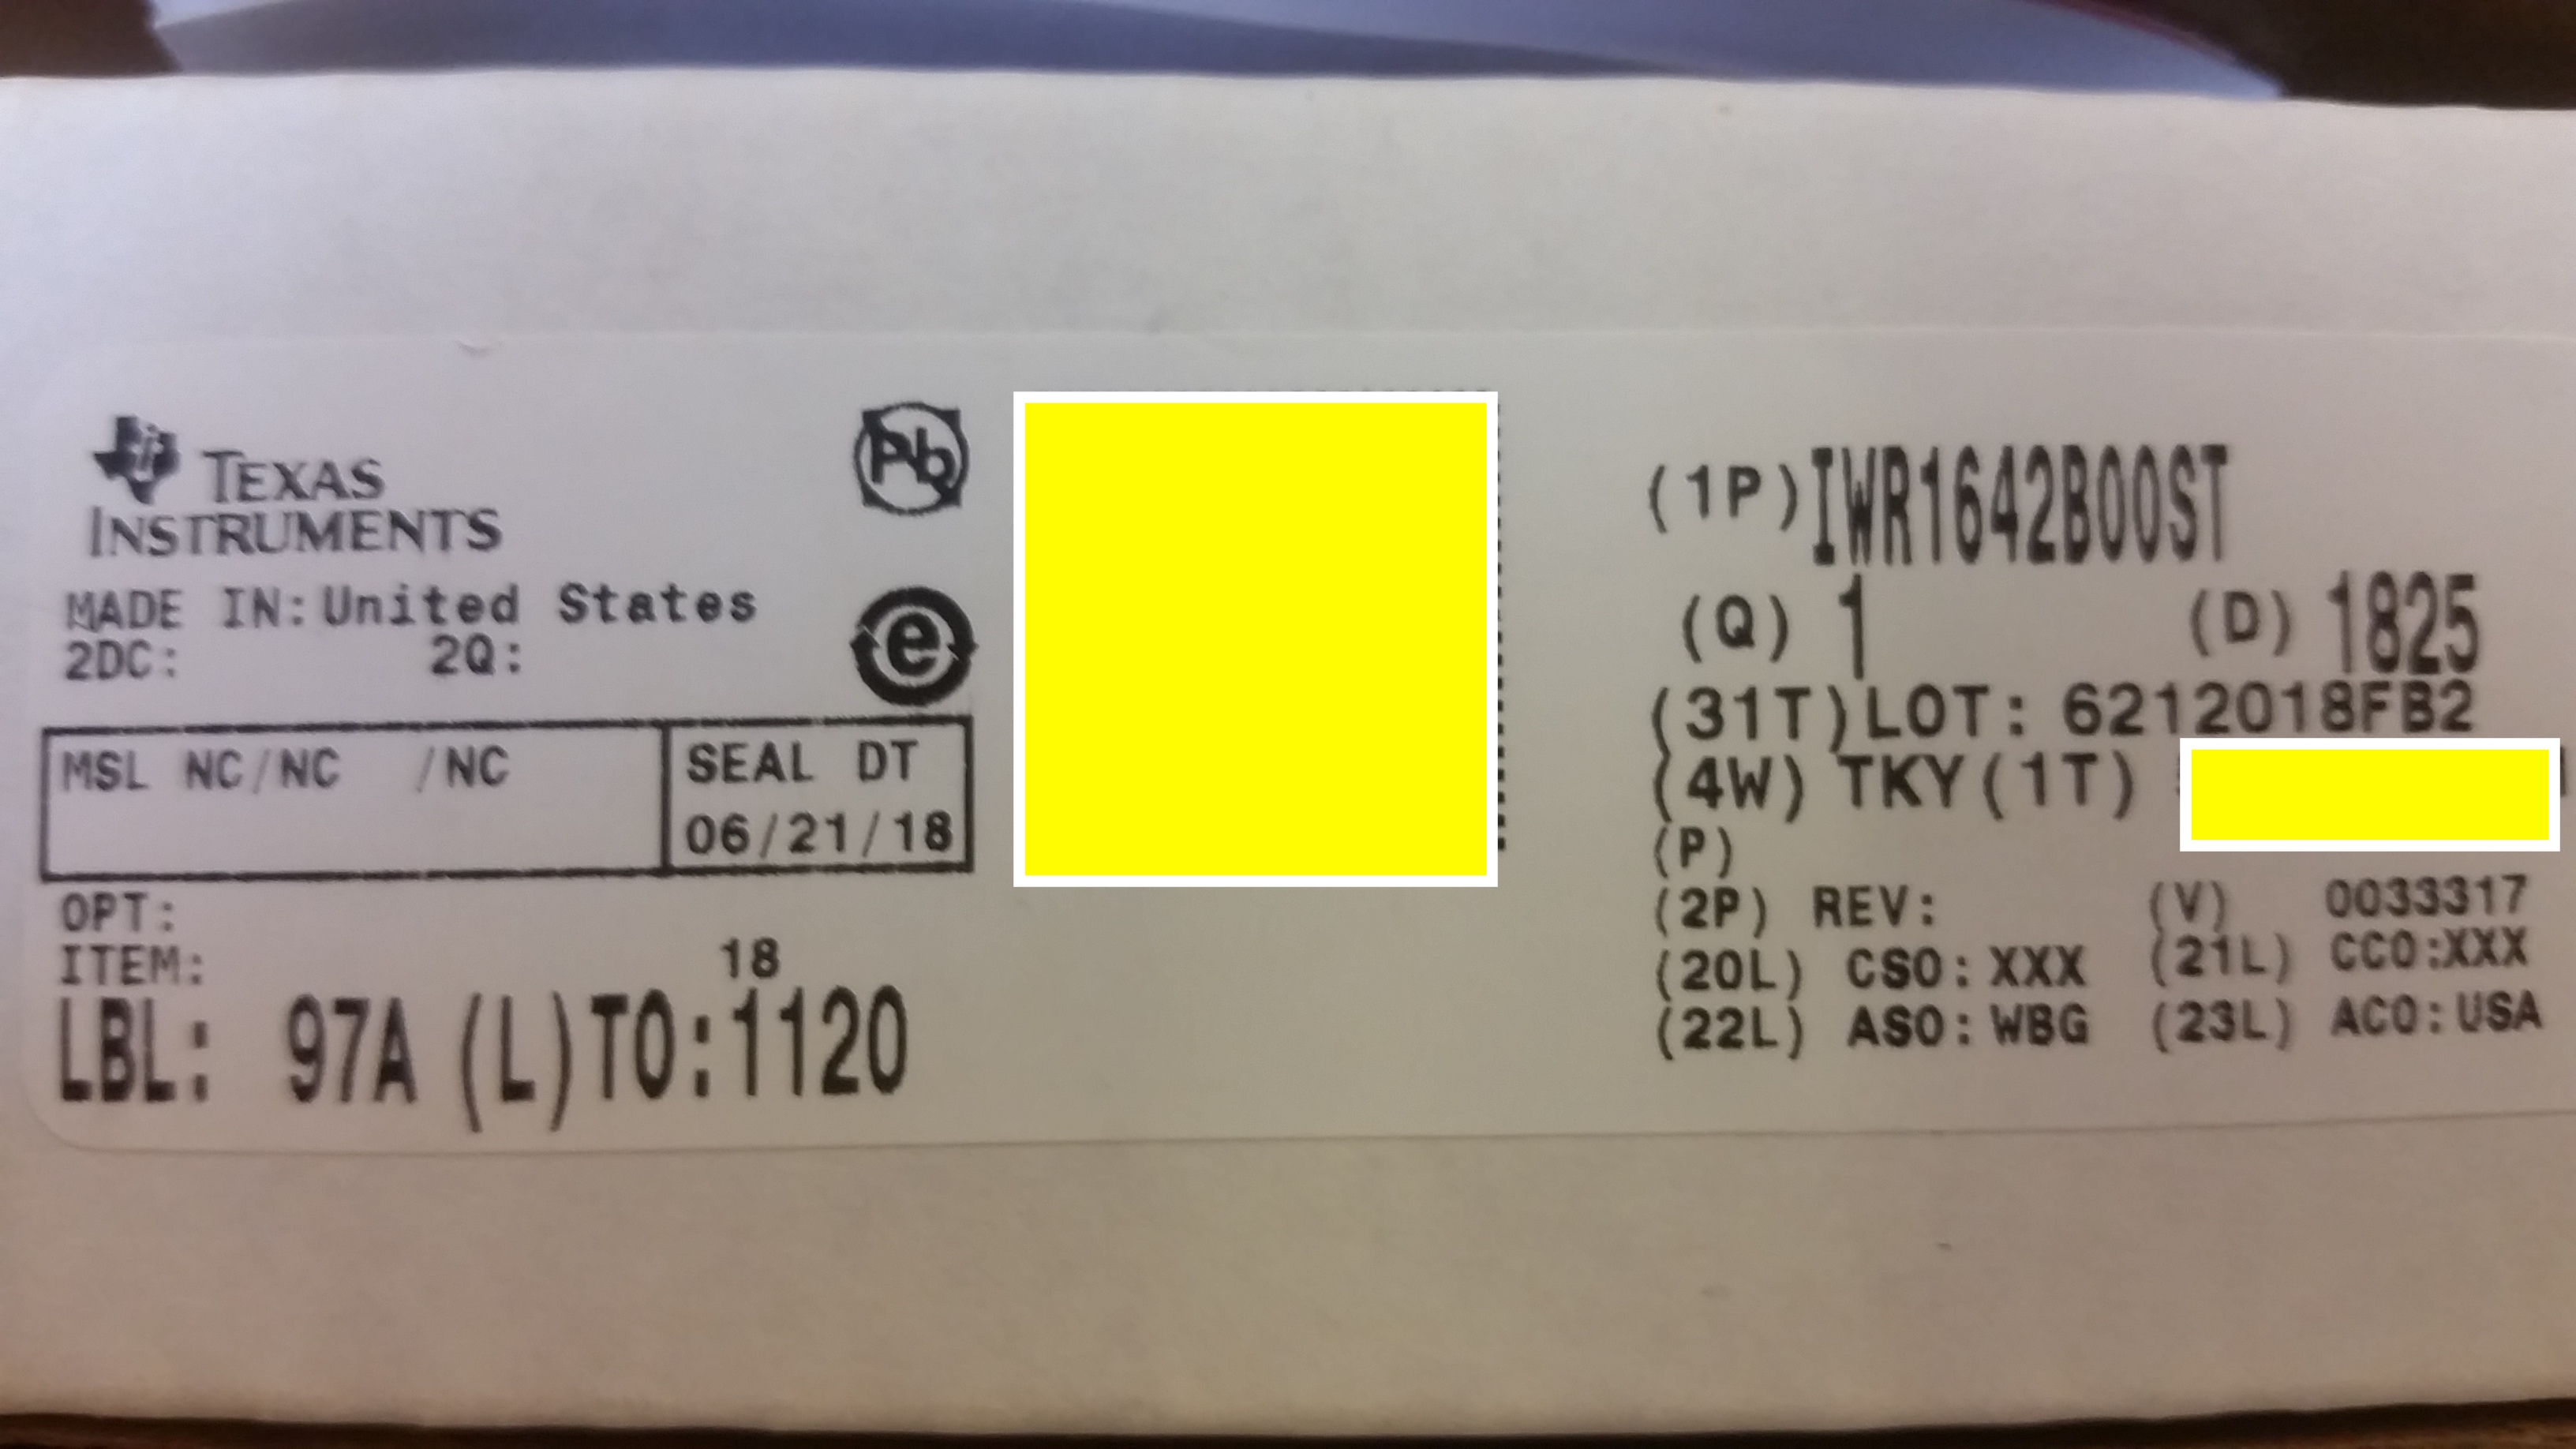 TEXAS
INSTRUMENTS
MADE IN: United States
2DC: 2Q:
MSL NC/NC /NC
SEAL DT
06/21/18
OPT:
ITEM:
18
LBL: 97A (L)TO:1120
Pb
e
(1P)IWR1642BOOST
(Q) 1 (D) 1825
(31T)LOT: 6212018FB2
(4W) TKY(1T)
(P)
(2P) REV: (V) 0033317
(20L) CSO: XXX (21L) CCO:XXX
(22L) ASO: WBG (23L) ACO: USA